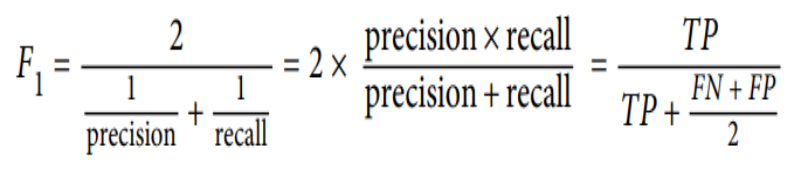 F₁ = 2 / (1/precision + 1/recall) = 2 × (precision × recall) / (precision + recall) = TP / (TP + (FN + FP)/2)